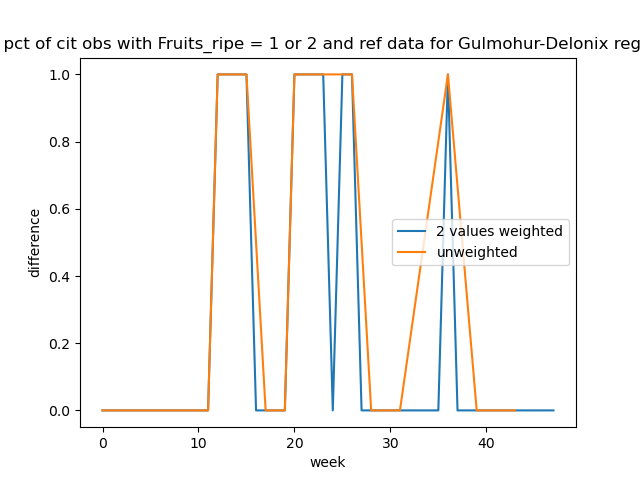 pct of cit obs with Fruits_ripe = 1 or 2 and ref data for Gulmohur-Delonix reg
1.0
0.8
0.6
0.4
0.2
0.0
difference
2 values weighted
unweighted
0
10
20
30
40
week